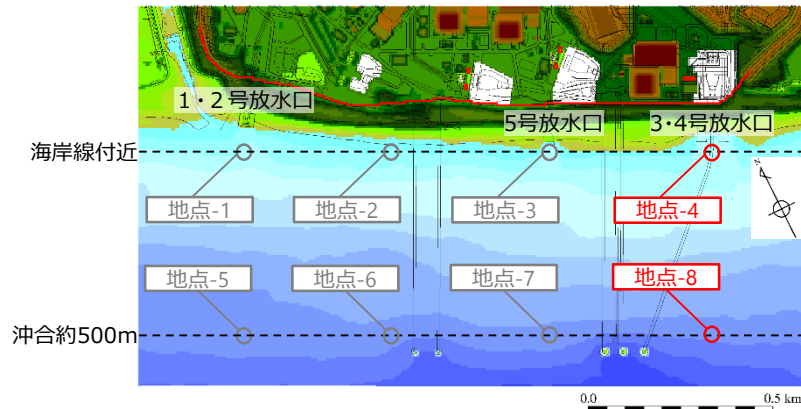 1・2号放水口
5号放水口
3・4号放水口
海岸線付近
N
地点-1
地点-2
地点-3
地点-4
地点-5
地点-6
地点-7
地点-8
沖合約500m
0.0
0.5 km